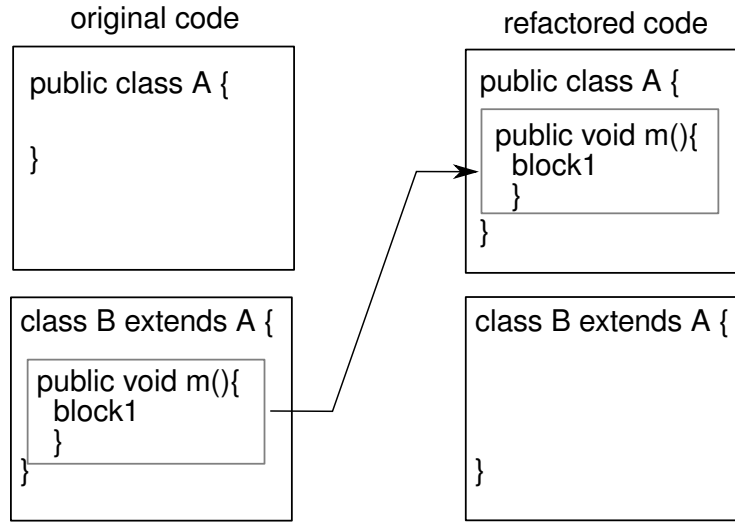 original code
public class A {
}
class B extends A {
public void m(){
block1
}
}
refactored code
public class A {
public void m(){
block1
}
}
class B extends A {
}